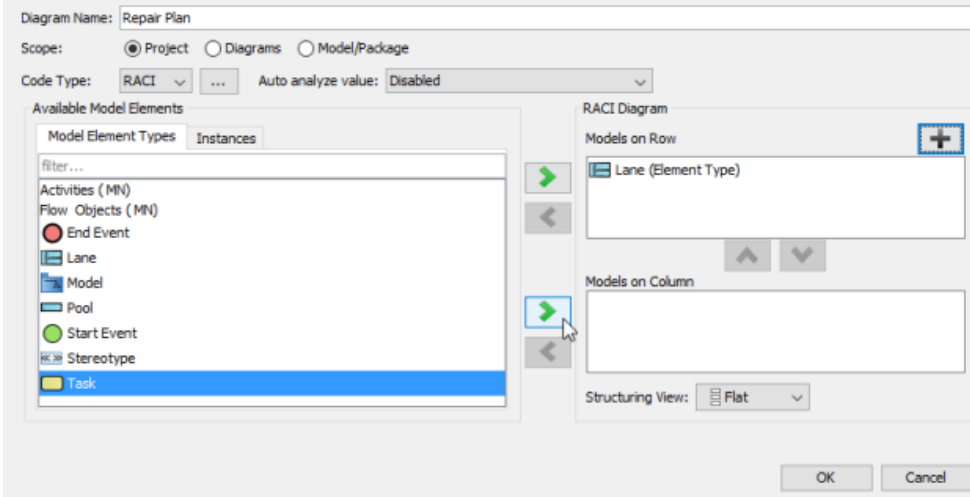 Diagram Name: Repair Plan
Scope: Project Diagrams Model/Package
Code Type: RACI ... Auto analyze value: Disabled
Available Model Elements
Model Element Types Instances
filter...
Activities ( MN)
Flow Objects ( MN)
End Event
Lane
Model
Pool
Start Event
Stereotype
Task
RACI Diagram
Models on Row
Lane (Element Type)
Models on Column
Structuring View: Flat
OK Cancel